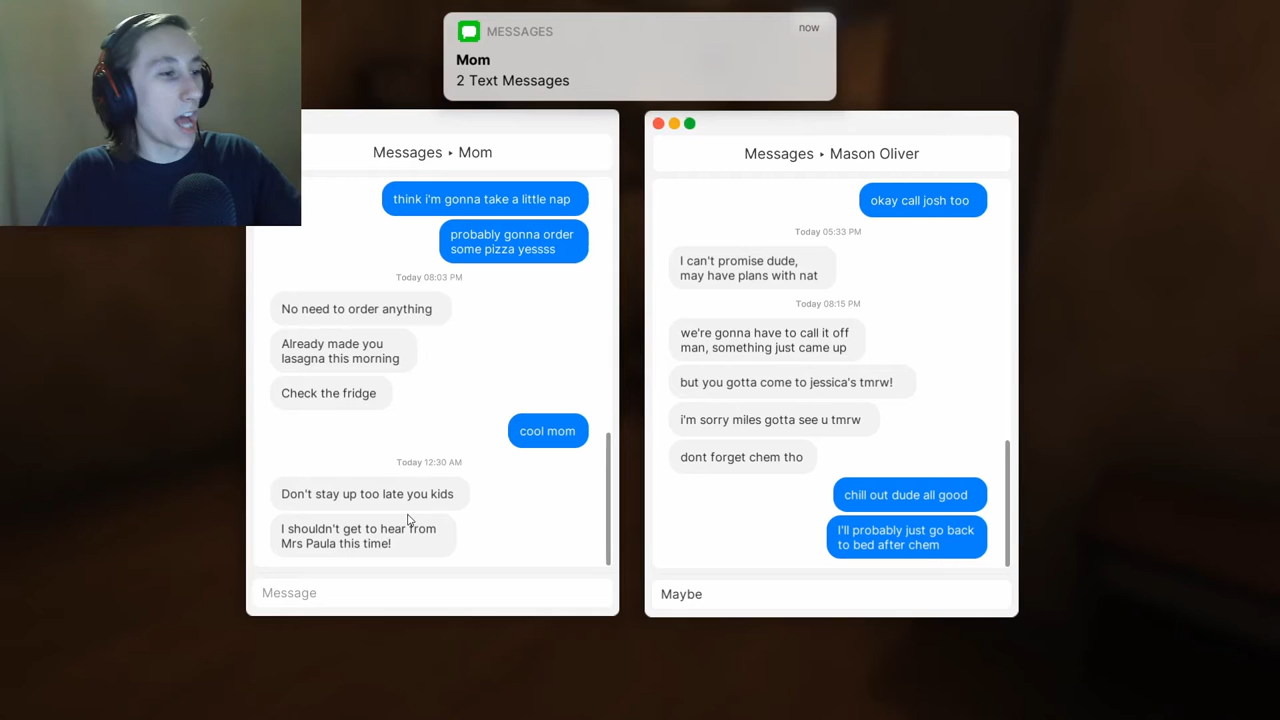 MESSAGES
now
Mom
2 Text Messages
Messages ‣ Mom
think i'm gonna take a little nap
probably gonna order
some pizza yessss
Today 08:03 PM
No need to order anything
Already made you
lasagna this morning
Check the fridge
cool mom
Today 12:30 AM
Don't stay up too late you kids
I shouldn't get to hear from
Mrs Paula this time!
Message
Messages ‣ Mason Oliver
okay call josh too
Today 05:33 PM
I can't promise dude,
may have plans with nat
Today 08:15 PM
we're gonna have to call it off
man, something just came up
but you gotta come to jessica's tmrw!
i'm sorry miles gotta see u tmrw
dont forget chem tho
chill out dude all good
I'll probably just go back
to bed after chem
Maybe